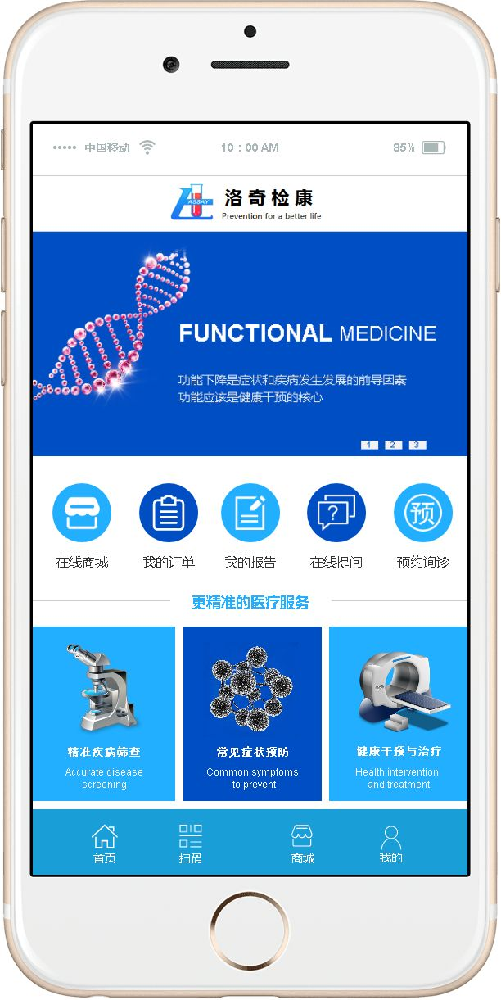 中国移动
10：00 AM
85%
ASSAY
洛奇检康
Prevention for a better life
FUNCTIONAL MEDICINE
功能下降是症状和疾病发生发展的前导因素
功能应该是健康干预的核心
1 2 3
预
在线商城 我的订单 我的报告 在线提问 预约询诊
更精准的医疗服务
精准疾病筛查
Accurate disease
screening
常见症状预防
Common symptoms
to prevent
健康干预与治疗
Health intervention
and treatment
首页 扫码 商城 我的